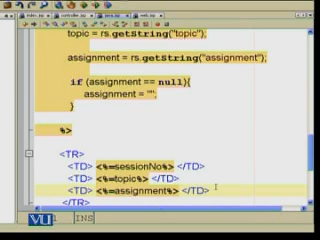 topic = rs.getString("topic");
assignment = rs.getString("assignment");
if (assignment == null){
assignment = "";
}
%>
<TR>
<TD> <%=sessionNo%> </TD>
<TD> <%=topic%> </TD>
<TD> <%=assignment%> </TD>
</TR>
VU
INS